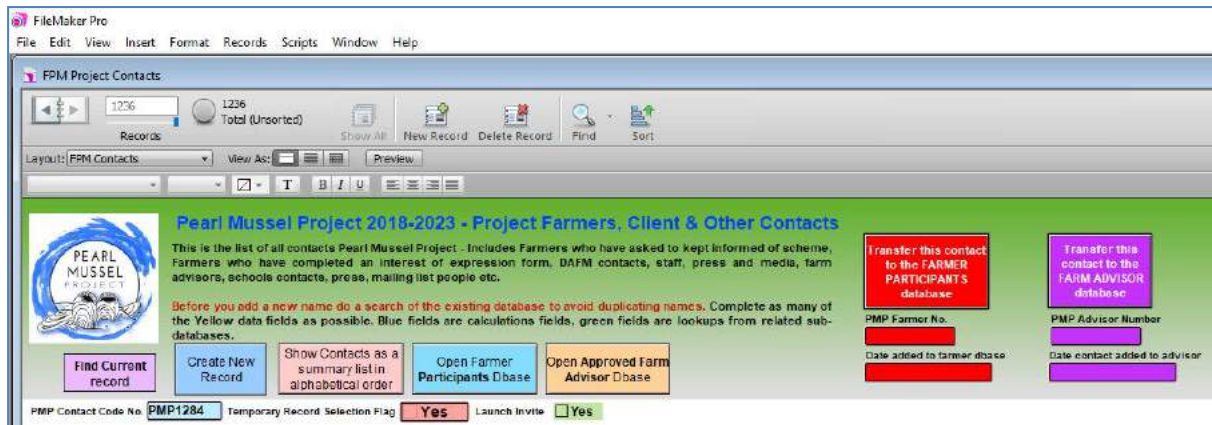 FileMaker Pro
File Edit View Insert Format Records Scripts Window Help
FPM Project Contacts
1236
1236
Total (Unsorted)
Records
Show All New Record Delete Record Find Sort
Layout: FPM Contacts View As: Preview
T B I U
PEARL
MUSSEL
PROJECT
Pearl Mussel Project 2018-2023 - Project Farmers, Client & Other Contacts
This is the list of all contacts Pearl Mussel Project - Includes Farmers who have asked to kept informed of scheme,
Farmers who have completed an interest of expression form, DAFM contacts, staff, press and media, farm
advisors, schools contacts, press, mailing list people etc.
Before you add a new name do a search of the existing database to avoid duplicating names. Complete as many of
the Yellow data fields as possible. Blue fields are calculations fields, green fields are lookups from related sub-
databases.
Transfer this contact
to the FARMER
PARTICIPANTS
database
Transfer this
contact to the
FARM ADVISOR
database
PMP Farmer No.
PMP Advisor Number
Date added to farmer dbase
Date contact added to advisor
Find Current
record
Create New
Record
Show Contacts as a
summary list in
alphabetical order
Open Farmer
Participants Dbase
Open Approved Farm
Advisor Dbase
PMP Contact Code No. PMP1284 Temporary Record Selection Flag Yes Launch Invite Yes